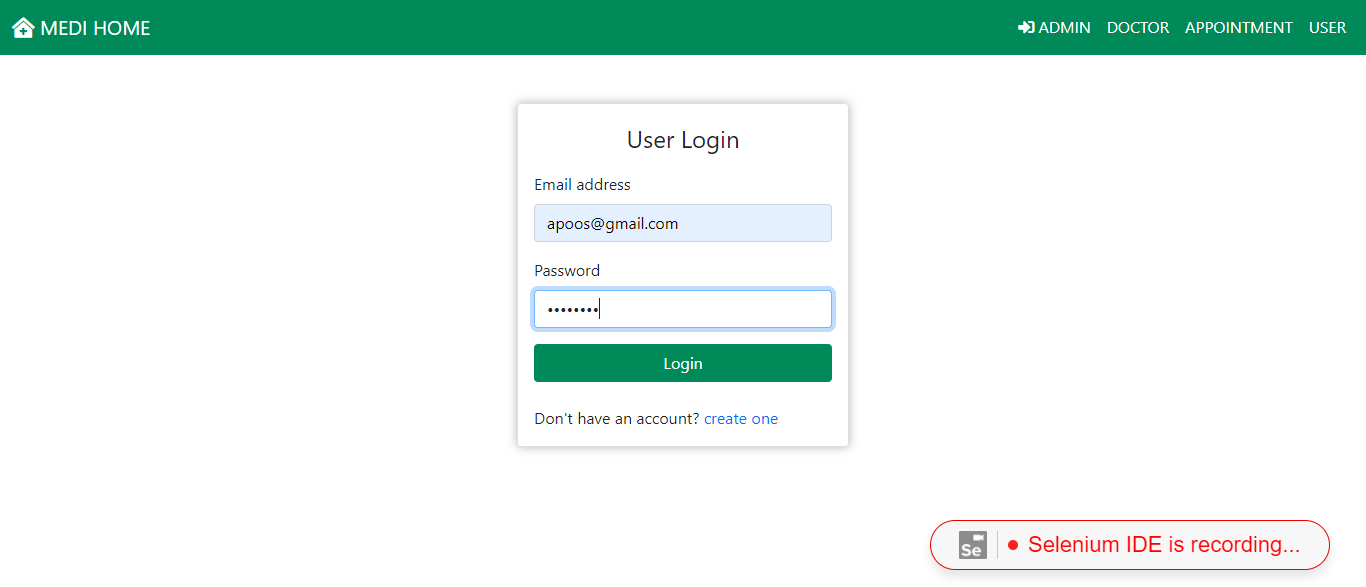 MEDI HOME
ADMIN DOCTOR APPOINTMENT USER
User Login
Email address
apoos@gmail.com
Password
••••••••
Login
Don't have an account? create one
Se Selenium IDE is recording...